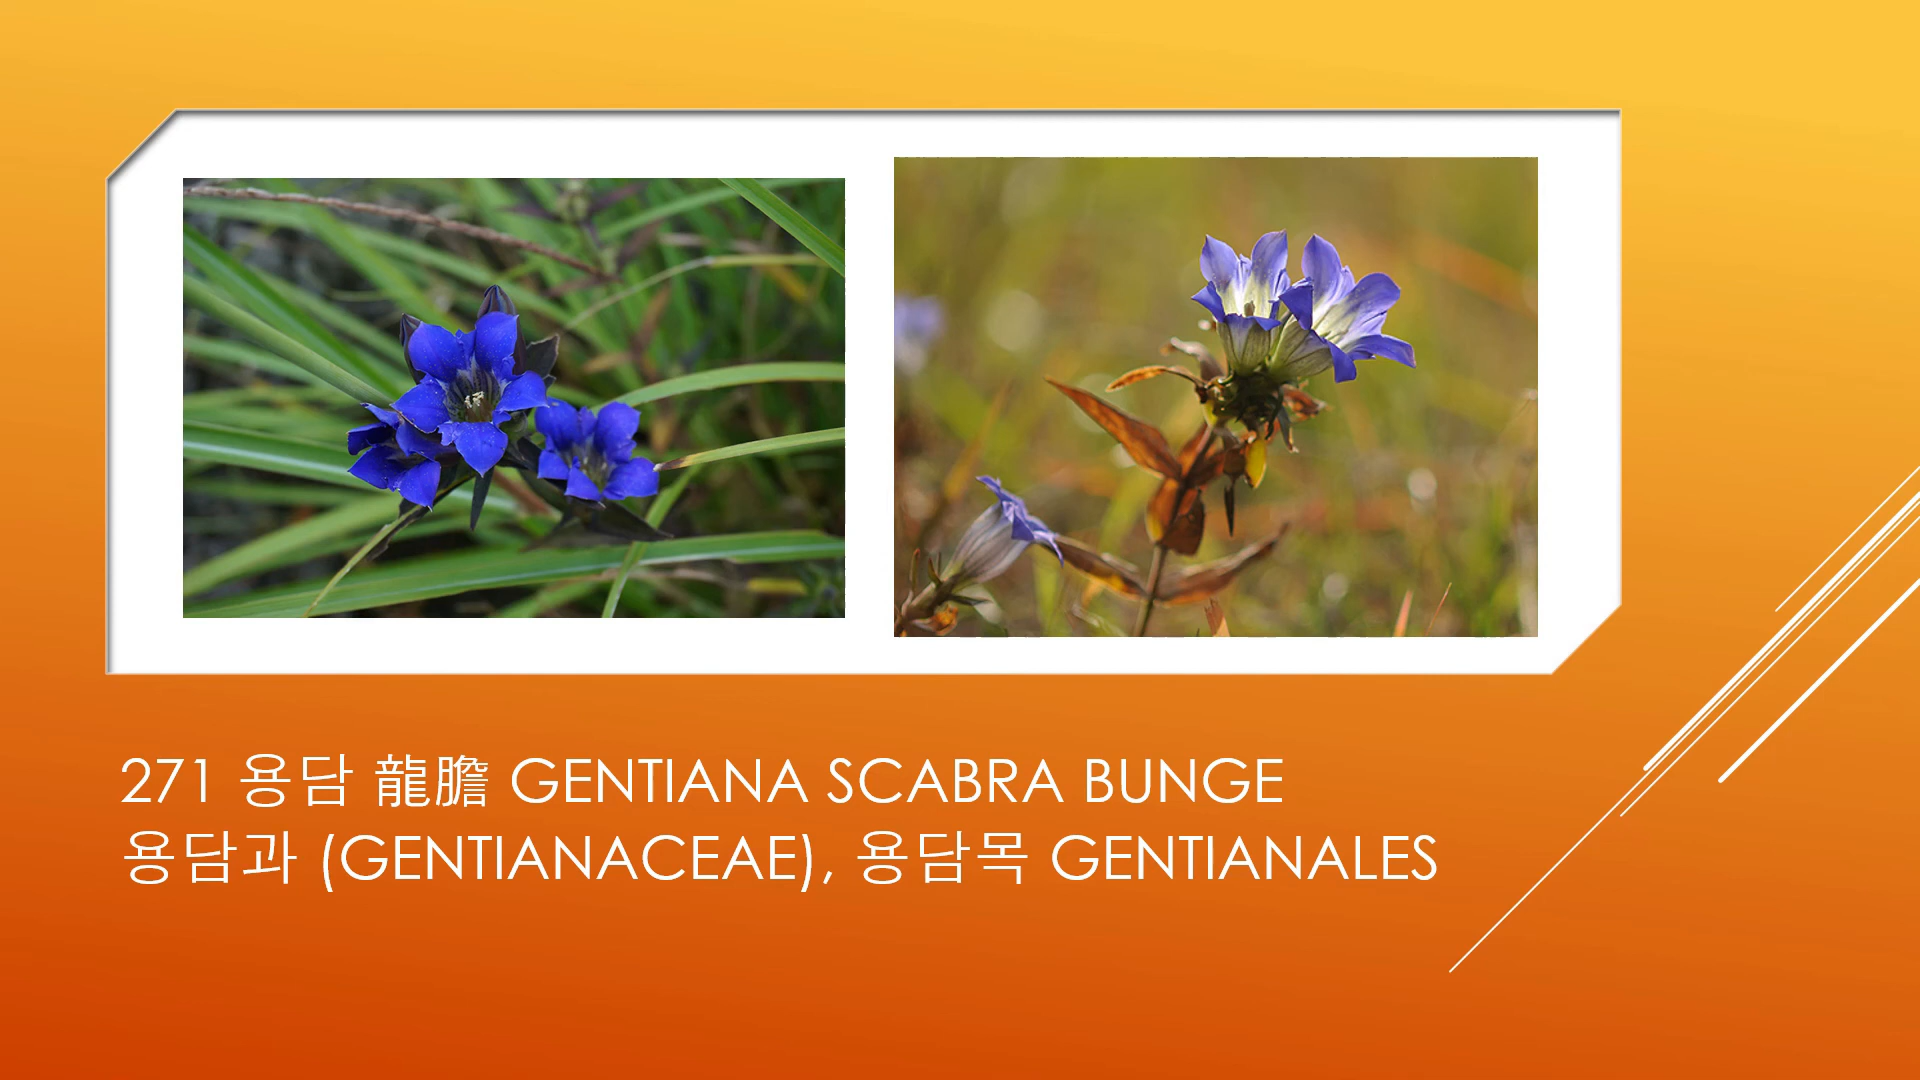 271 용담 龍膽 GENTIANA SCABRA BUNGE
용담과 (GENTIANACEAE), 용담목 GENTIANALES